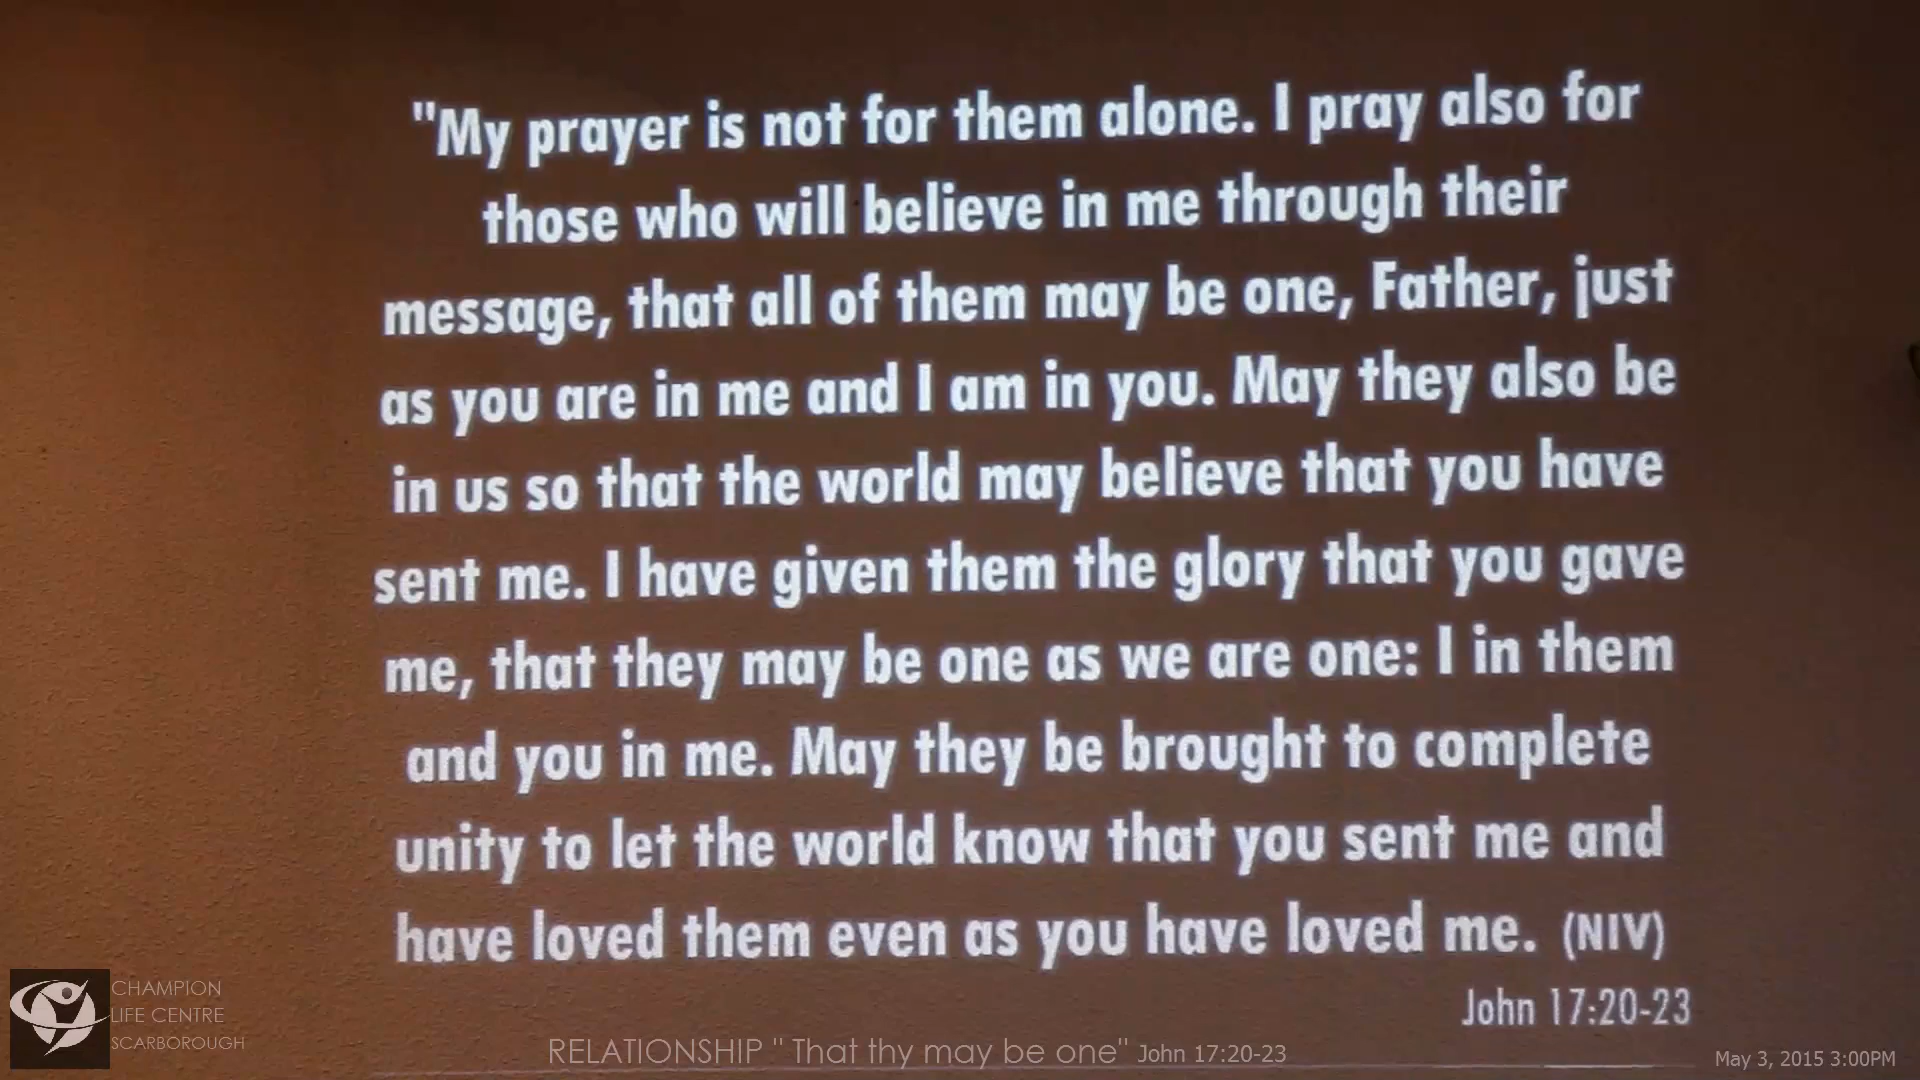 "My prayer is not for them alone. I pray also for
those who will believe in me through their
message, that all of them may be one, Father, just
as you are in me and I am in you. May they also be
in us so that the world may believe that you have
sent me. I have given them the glory that you gave
me, that they may be one as we are one: I in them
and you in me. May they be brought to complete
unity to let the world know that you sent me and
have loved them even as you have loved me. (NIV)
John 17:20-23
CHAMPION
LIFE CENTRE
SCARBOROUGH
RELATIONSHIP " That thy may be one" John 17:20-23
May 3, 2015 3:00PM